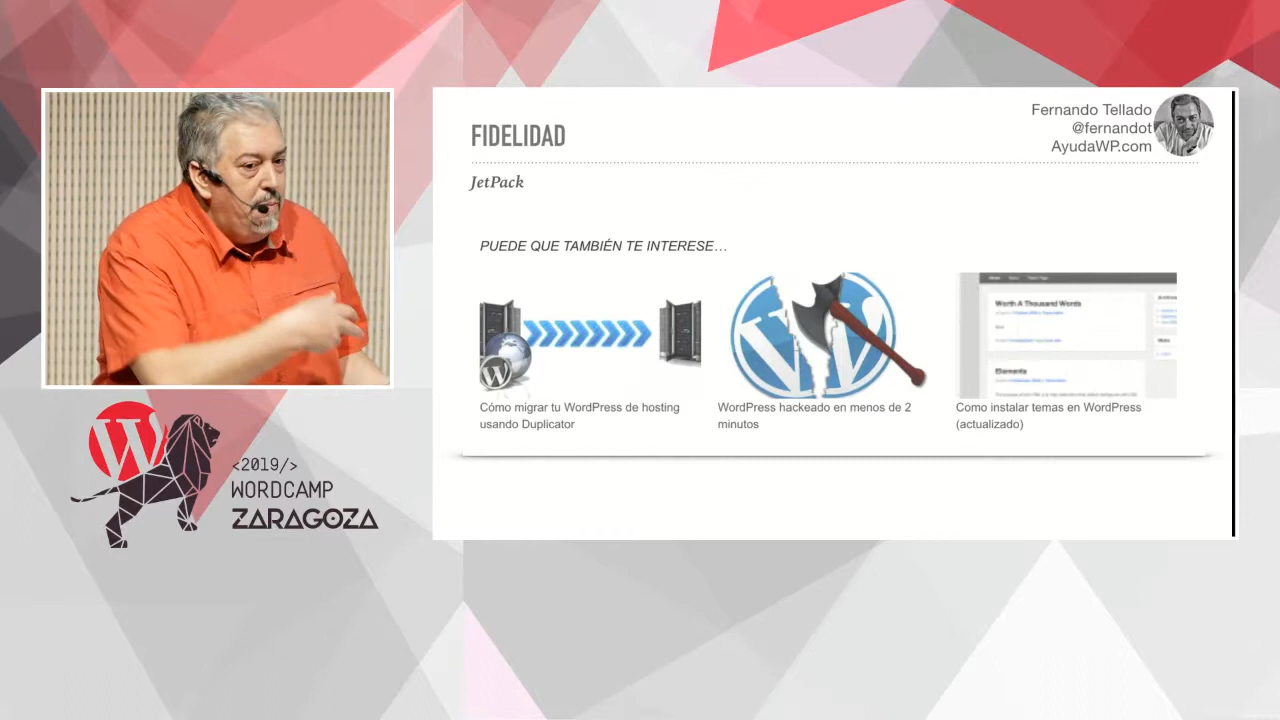 FIDELIDAD
Fernando Tellado
@fernandot
AyudaWP.com
JetPack
PUEDE QUE TAMBIÉN TE INTERESE…
Worth A Thousand Words
Elements
Cómo migrar tu WordPress de hosting
usando Duplicator
WordPress hackeado en menos de 2
minutos
Como instalar temas en WordPress
(actualizado)
<2019/>
WORDCAMP
ZARAGOZA